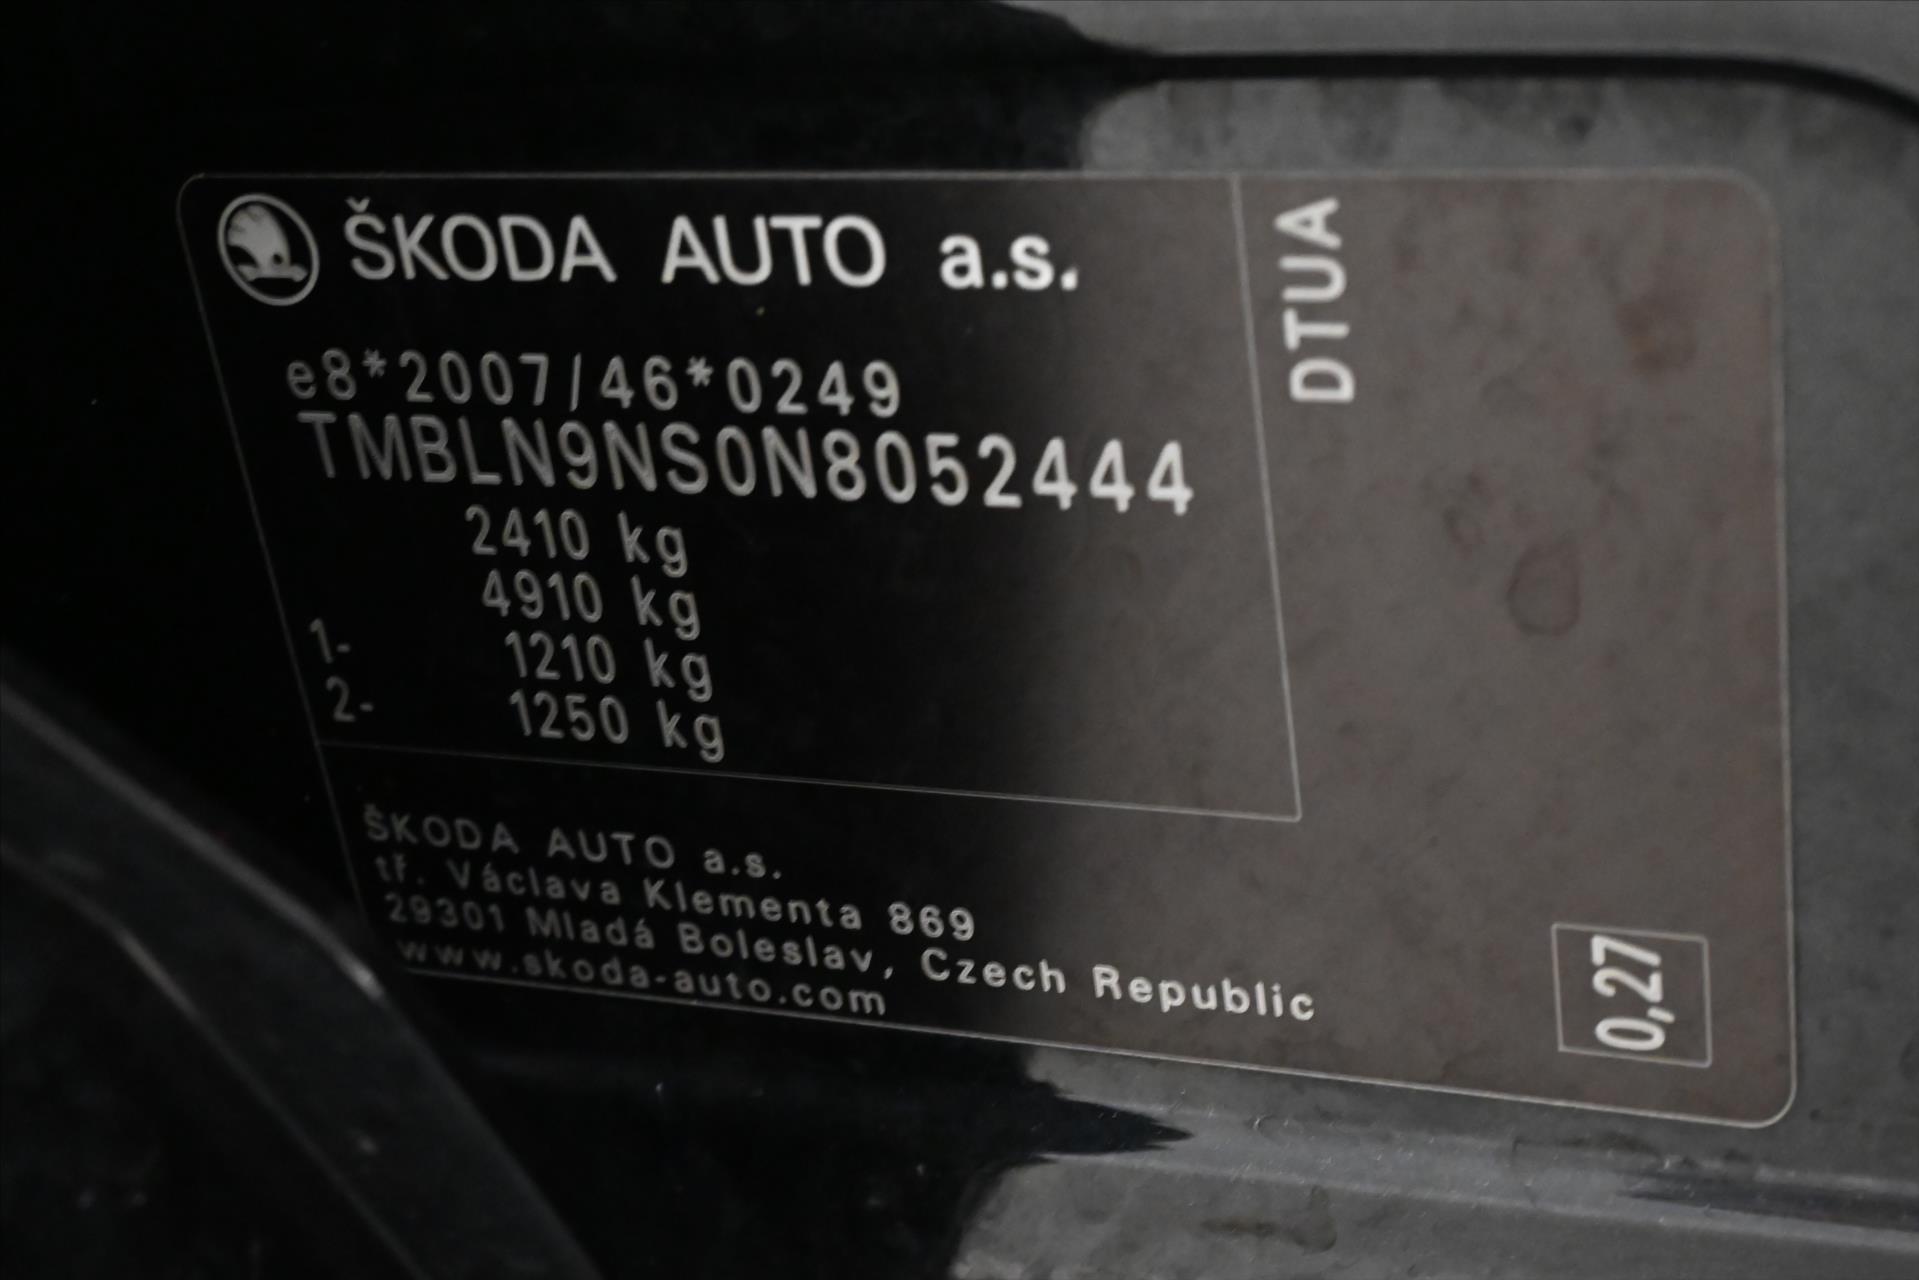 ŠKODA AUTO a.s.
DTUA
e8*2007/46*0249
TMBLN9NS0N8052444
2410 kg
4910 kg
1- 1210 kg
2- 1250 kg
ŠKODA AUTO a.s.
tř. Václava Klementa 869
29301 Mladá Boleslav, Czech Republic
www.skoda-auto.com
0,27